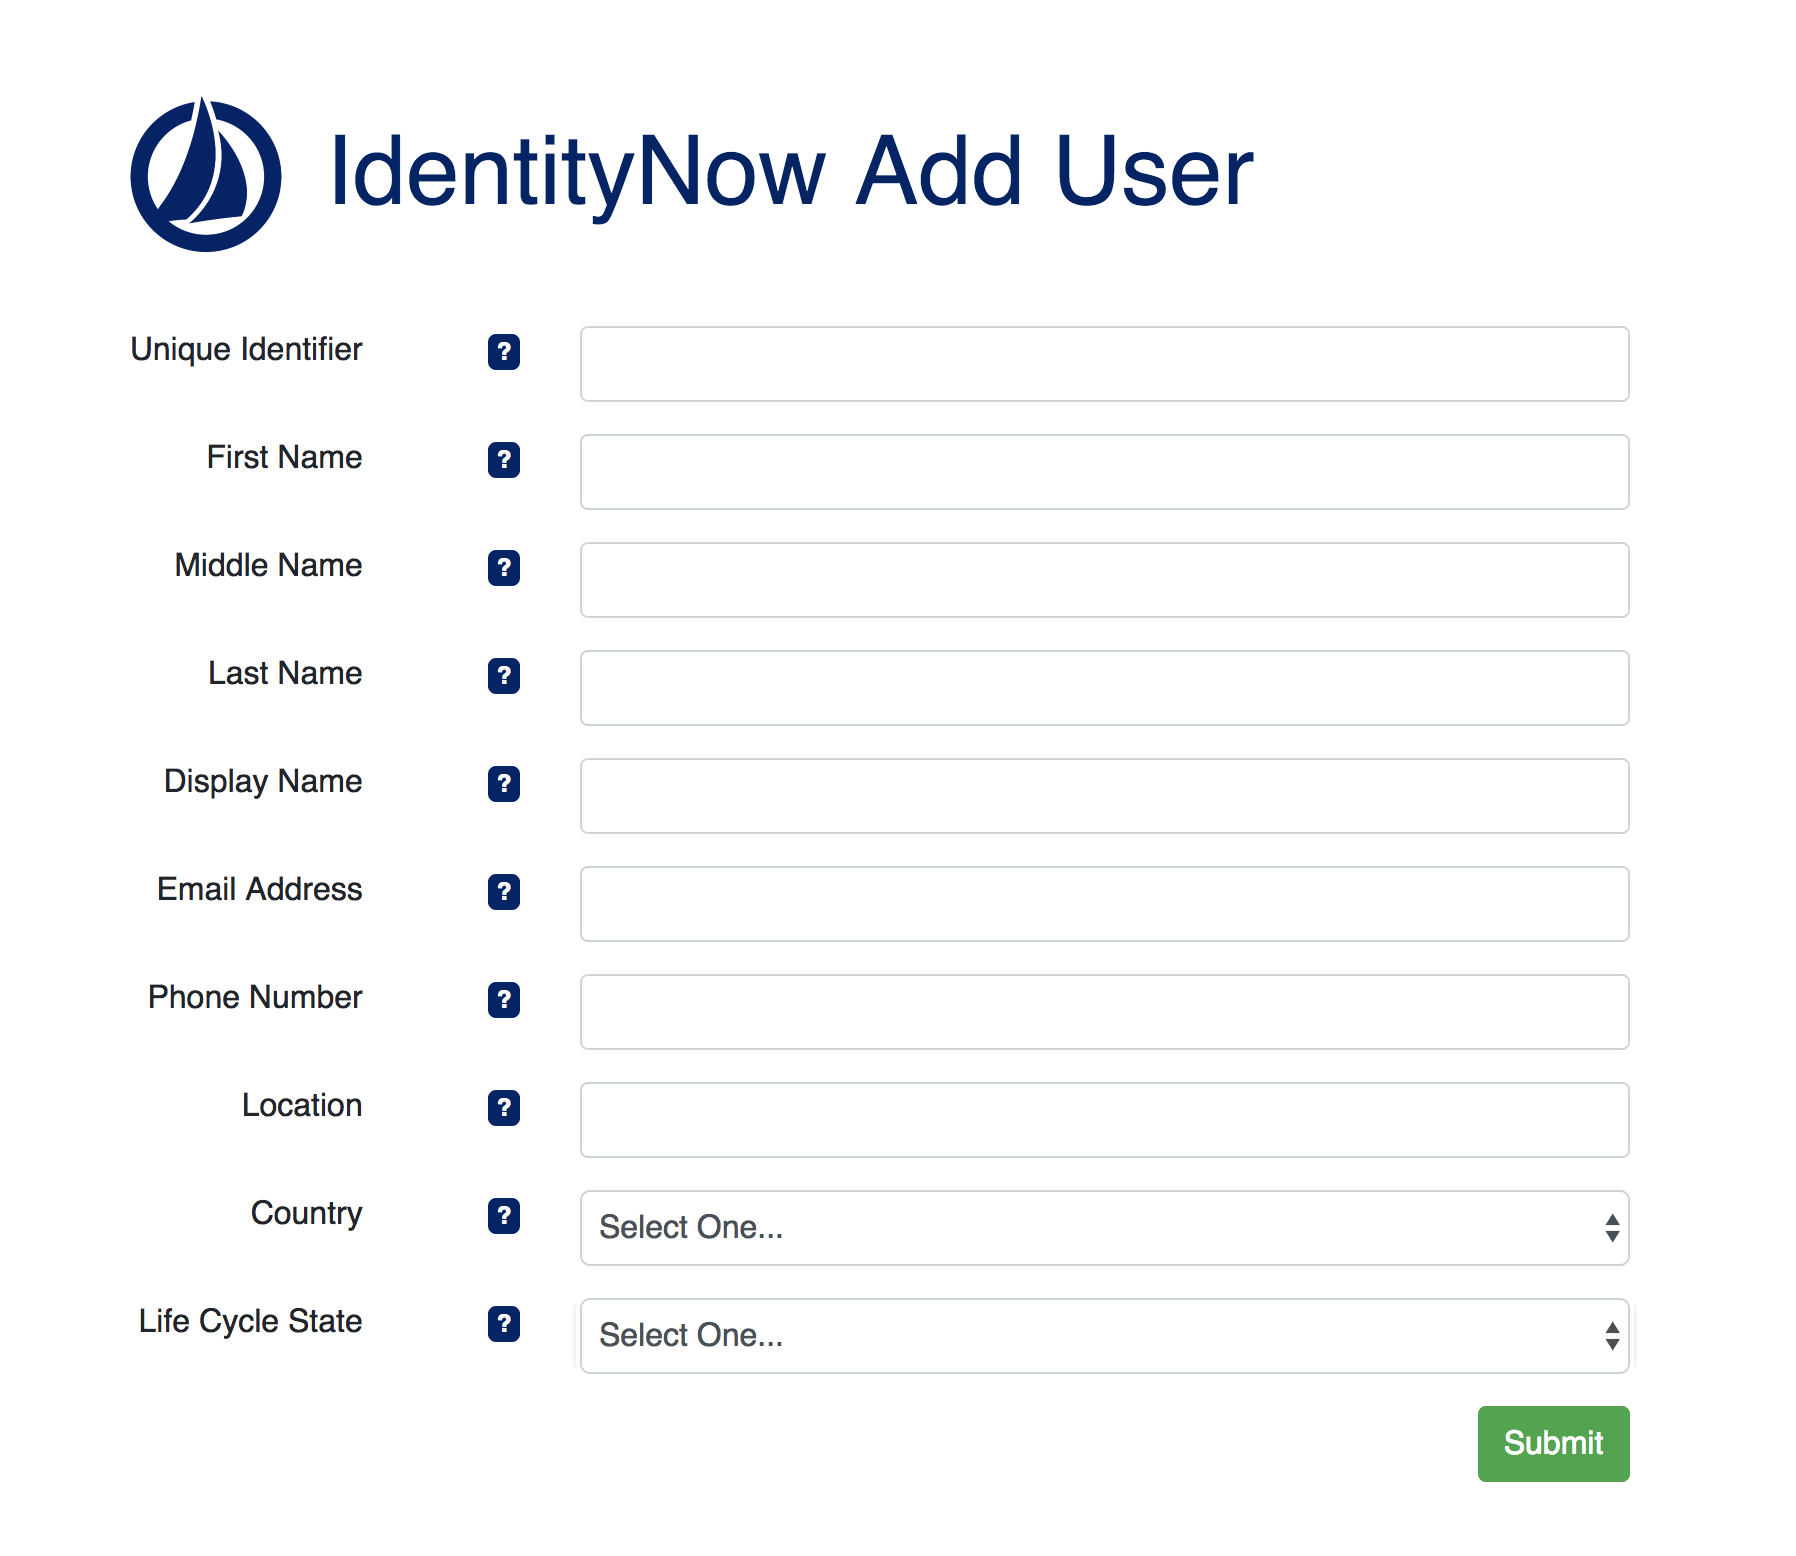 IdentityNow Add User
Unique Identifier ?
First Name ?
Middle Name ?
Last Name ?
Display Name ?
Email Address ?
Phone Number ?
Location ?
Country ? Select One...
Life Cycle State ? Select One...
Submit